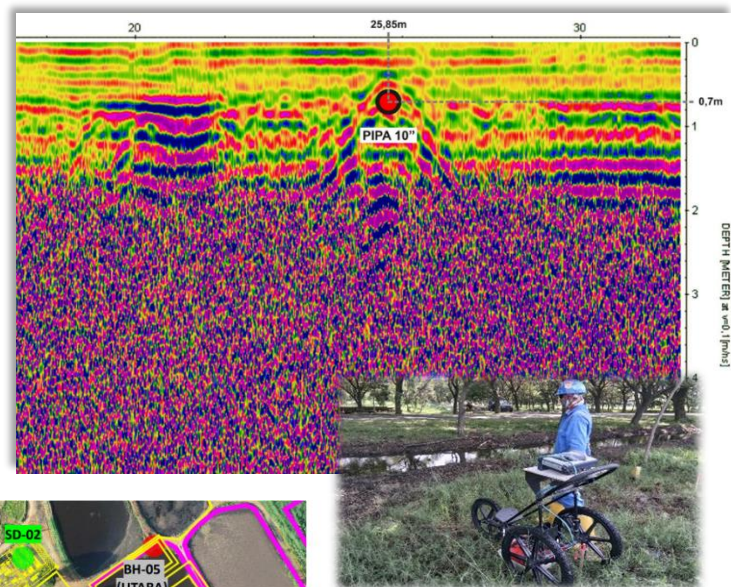 20
25,85m
30
0
0,7m
PIPA 10"
1
2
3
4
DEPTH [METER] at v=0.1[m/ns]
SD-02
BH-05
(UTARA)